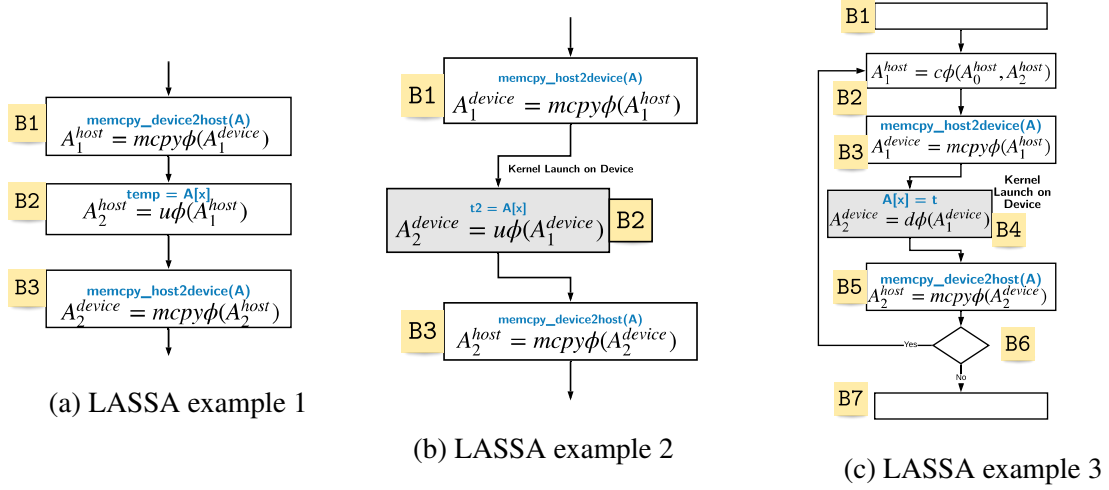 B1
memcpy_device2host(A)
A_1^{host} = mcpyϕ(A_1^{device})
B2
temp = A[x]
A_2^{host} = uϕ(A_1^{host})
B3
memcpy_host2device(A)
A_2^{device} = mcpyϕ(A_2^{host})
(a) LASSA example 1
B1
memcpy_host2device(A)
A_1^{device} = mcpyϕ(A_1^{host})
Kernel Launch on Device
t2 = A[x]
A_2^{device} = uϕ(A_1^{device})
B2
B3
memcpy_device2host(A)
A_2^{host} = mcpyϕ(A_2^{device})
(b) LASSA example 2
B1
A_1^{host} = cϕ(A_0^{host}, A_2^{host})
B2
memcpy_host2device(A)
A_1^{device} = mcpyϕ(A_1^{host})
B3
Kernel
Launch on
Device
A[x] = t
A_2^{device} = dϕ(A_1^{device})
B4
memcpy_device2host(A)
B5
A_2^{host} = mcpyϕ(A_2^{device})
Yes
B6
No
B7
(c) LASSA example 3